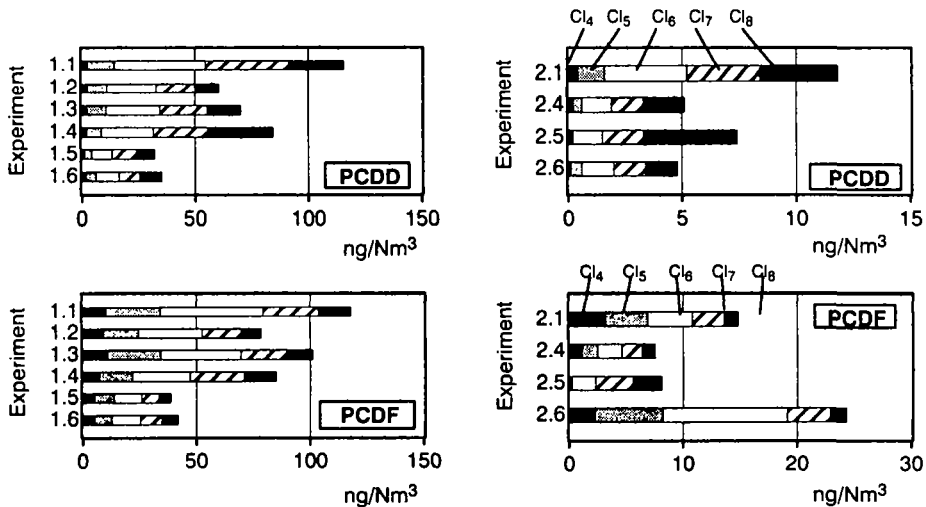 Experiment
1.1
1.2
1.3
1.4
1.5
1.6
PCDD
0 50 100 150
ng/Nm³
Cl₄ Cl₅ Cl₆ Cl₇ Cl₈
Experiment
2.1
2.4
2.5
2.6
PCDD
0 5 10 15
ng/Nm³
Experiment
1.1
1.2
1.3
1.4
1.5
1.6
PCDF
0 50 100 150
ng/Nm³
Cl₄ Cl₅ Cl₆ Cl₇ Cl₈
Experiment
2.1
2.4
2.5
2.6
PCDF
0 10 20 30
ng/Nm³